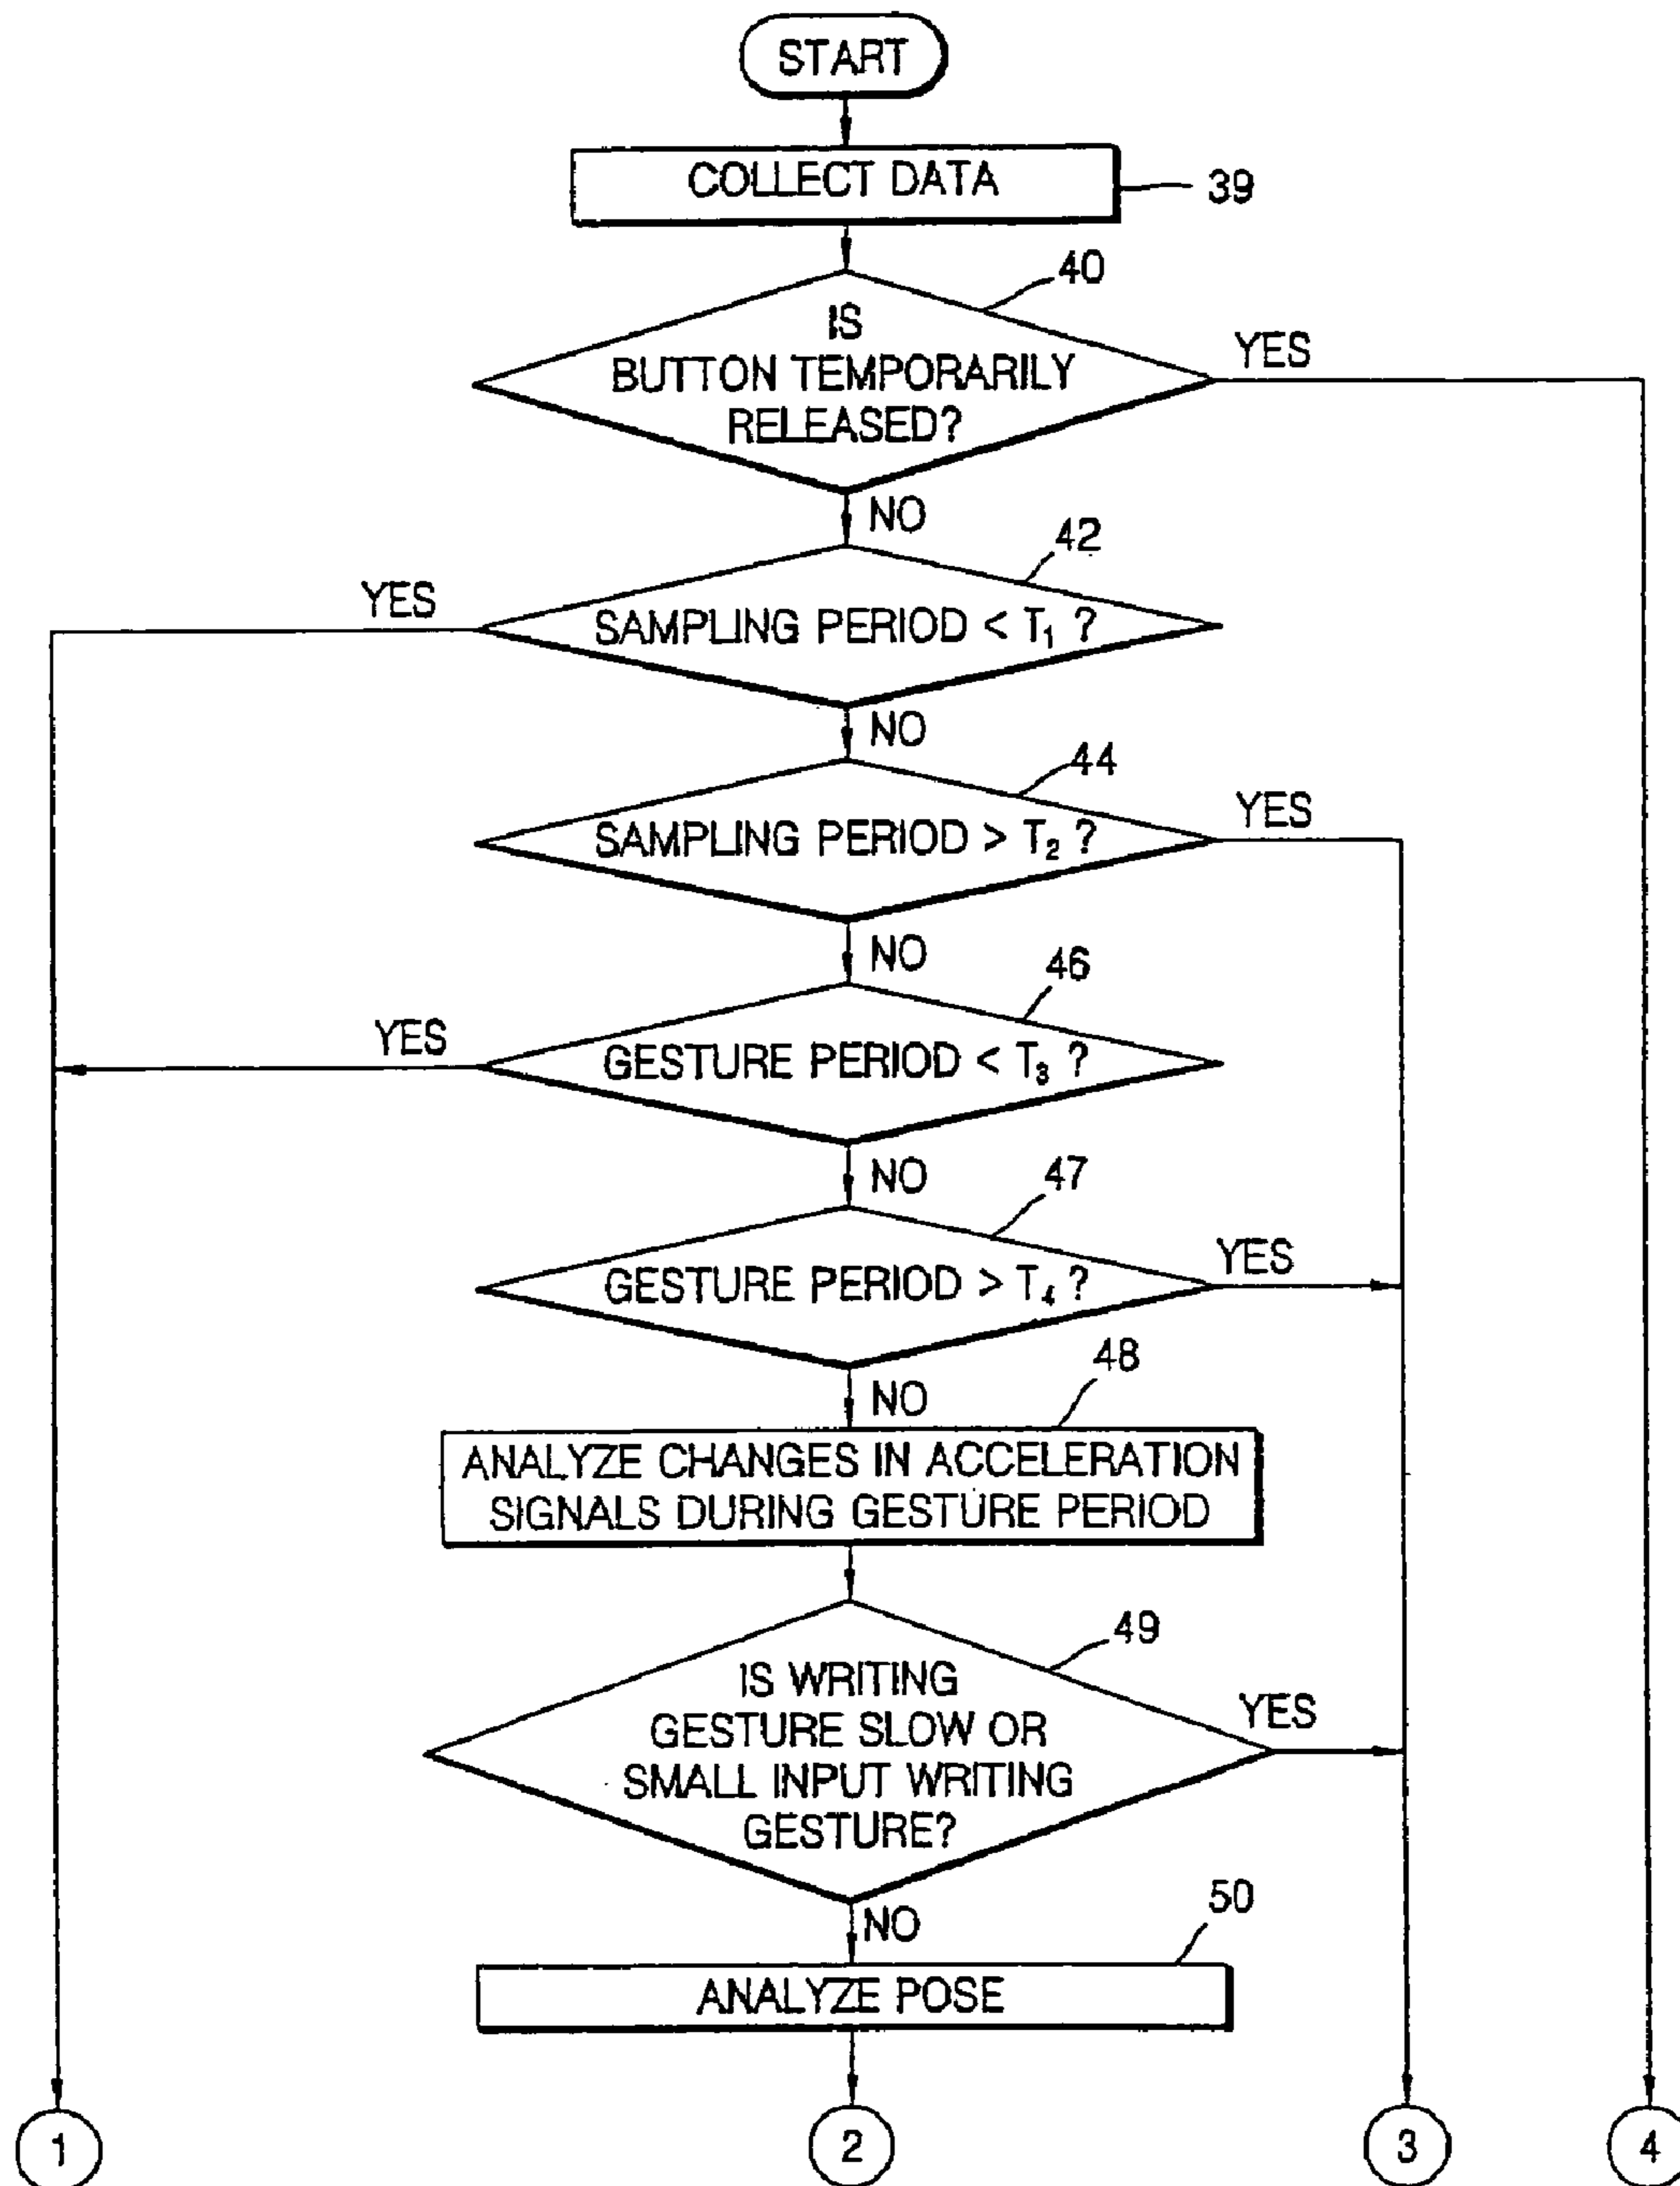 START
COLLECT DATA
39
40
IS
BUTTON TEMPORARILY
RELEASED?
YES
NO
42
YES
SAMPLING PERIOD < T₁ ?
NO
44
SAMPLING PERIOD > T₂ ?
YES
NO
46
YES
GESTURE PERIOD < T₃ ?
NO
47
GESTURE PERIOD > T₄ ?
YES
48
NO
ANALYZE CHANGES IN ACCELERATION
SIGNALS DURING GESTURE PERIOD
49
IS WRITING
GESTURE SLOW OR
SMALL INPUT WRITING
GESTURE?
YES
50
NO
ANALYZE POSE
1
2
3
4